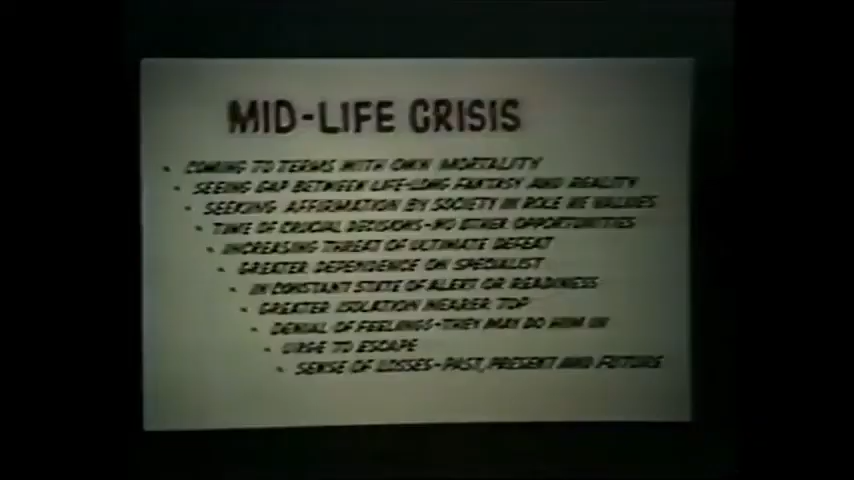 MID-LIFE CRISIS
• COMING TO TERMS WITH OWN MORTALITY
• SEEING GAP BETWEEN LIFE-LONG FANTASY AND REALITY
• SEEKING AFFIRMATION BY SOCIETY IN ROLE HE VALUES
• TIME OF CRUCIAL DECISIONS-NO OTHER OPPORTUNITIES
• INCREASING THREAT OF ULTIMATE DEFEAT
• GREATER DEPENDENCE ON SPECIALIST
• IN CONSTANT STATE OF ALERT OR READINESS
• GREATER ISOLATION NEARER TOP
• DENIAL OF FEELINGS-THEY MAY DO HIM IN
• URGE TO ESCAPE
• SENSE OF LOSSES-PAST, PRESENT AND FUTURE